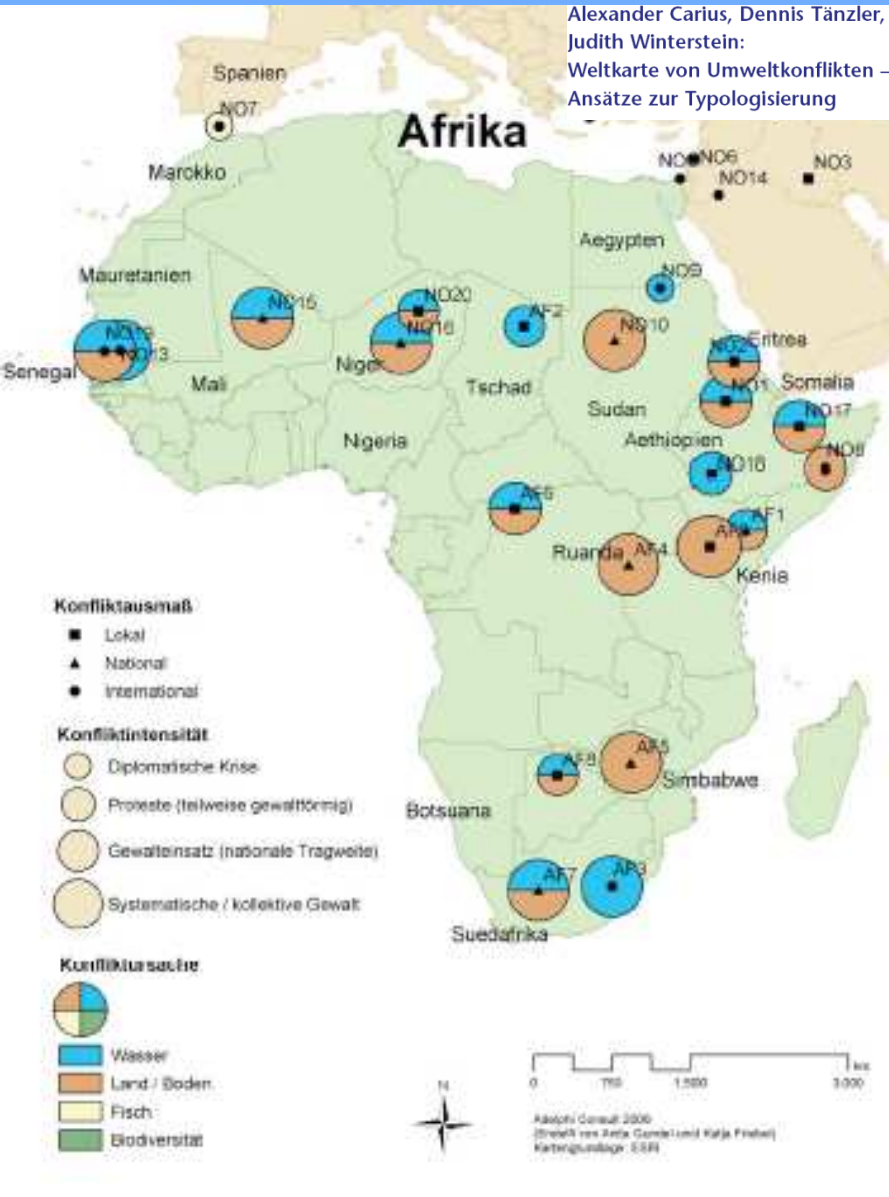 Alexander Carius, Dennis Tänzler,
Judith Winterstein:
Weltkarte von Umweltkonflikten –
Ansätze zur Typologisierung
Afrika
Spanien
NO7
Marokko
NO6
NO3
NO14
Aegypten
Mauretanien
NO9
NO15
NO20
AF2
NO10
NO16
Eritrea
NO13
Senegal
Niger
Mali
Tschad
Somalia
NO1
NO17
Sudan
Nigeria
Aethiopien
NO18
AF6
AF1
Ruanda
AF4
Kenia
Konfliktausmaß
Lokal
National
International
Konfliktintensität
Diplomatische Krise
Proteste (teilweise gewaltförmig)
Gewalteinsatz (nationale Tragweite)
Systematische / kollektive Gewalt
AF8
AF5
Simbabwe
Botsuana
AF7
AF3
Suedafrika
Konfliktursache
Wasser
Land / Boden
Fisch
Biodiversität
N
0 750 1.500 3.000
km
Adelphi Consult 2006
Kartengrundlage: ESRI